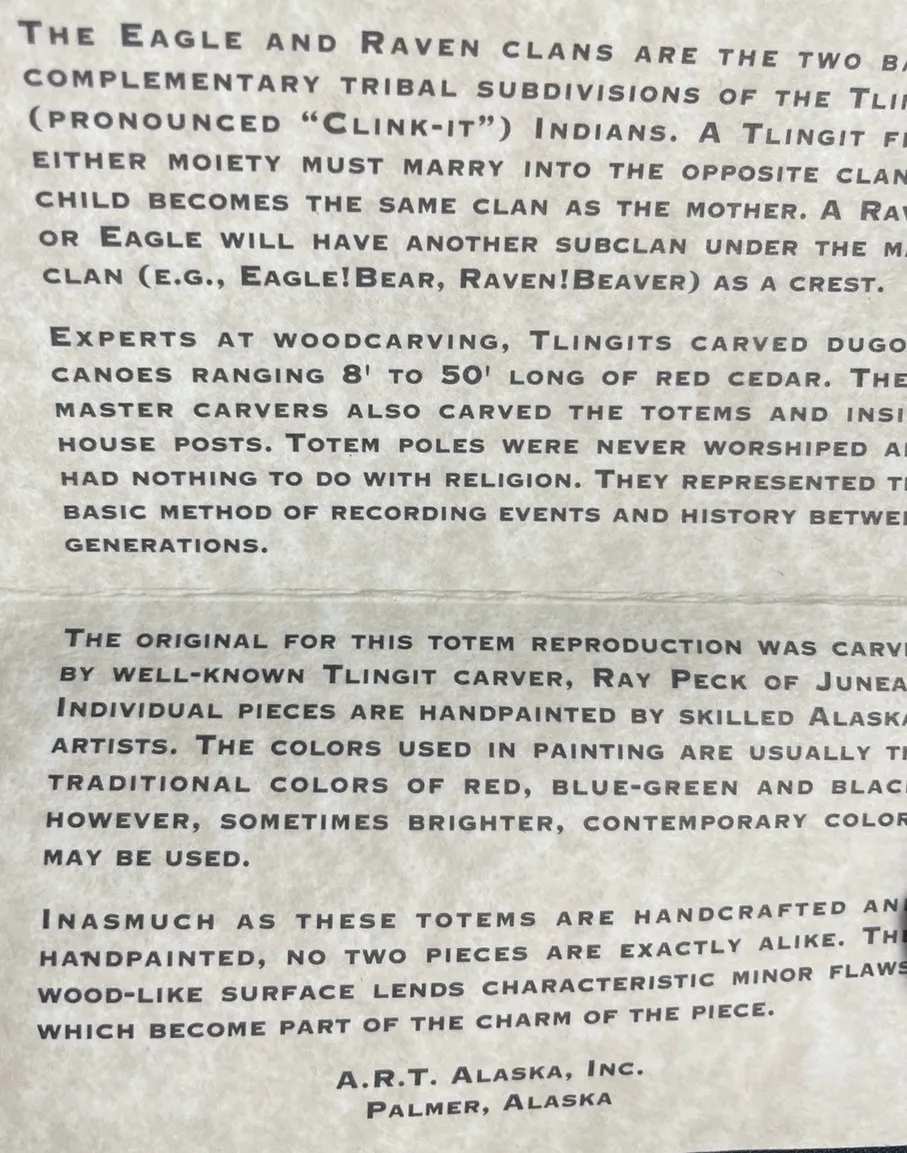 The Eagle and Raven clans are the two
complementary tribal subdivisions of the
(pronounced “Clink-it”) Indians. A Tlingit
either moiety must marry into the opposite clan
child becomes the same clan as the mother. A
or Eagle will have another subclan under the
clan (e.g., Eagle!Bear, Raven!Beaver) as a crest.
Experts at woodcarving, Tlingits carved
canoes ranging 8' to 50' long of red cedar.
master carvers also carved the totems and
house posts. Totem poles were never worshiped
had nothing to do with religion. They represented
basic method of recording events and history
generations.
The original for this totem reproduction was
by well-known Tlingit carver, Ray Peck of
Individual pieces are handpainted by skilled
artists. The colors used in painting are usually
traditional colors of red, blue-green and
however, sometimes brighter, contemporary
may be used.
Inasmuch as these totems are handcrafted
handpainted, no two pieces are exactly alike.
wood-like surface lends characteristic minor flaws
which become part of the charm of the piece.
A.R.T. Alaska, Inc.
Palmer, Alaska